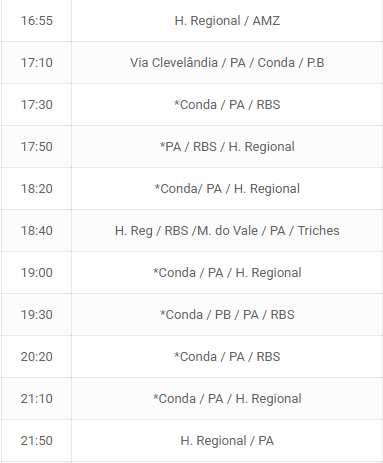 16:55 H. Regional / AMZ
17:10 Via Clevelândia / PA / Conda / P.B
17:30 *Conda / PA / RBS
17:50 *PA / RBS / H. Regional
18:20 *Conda/ PA / H. Regional
18:40 H. Reg / RBS /M. do Vale / PA / Triches
19:00 *Conda / PA / H. Regional
19:30 *Conda / PB / PA / RBS
20:20 *Conda / PA / RBS
21:10 *Conda / PA / H. Regional
21:50 H. Regional / PA